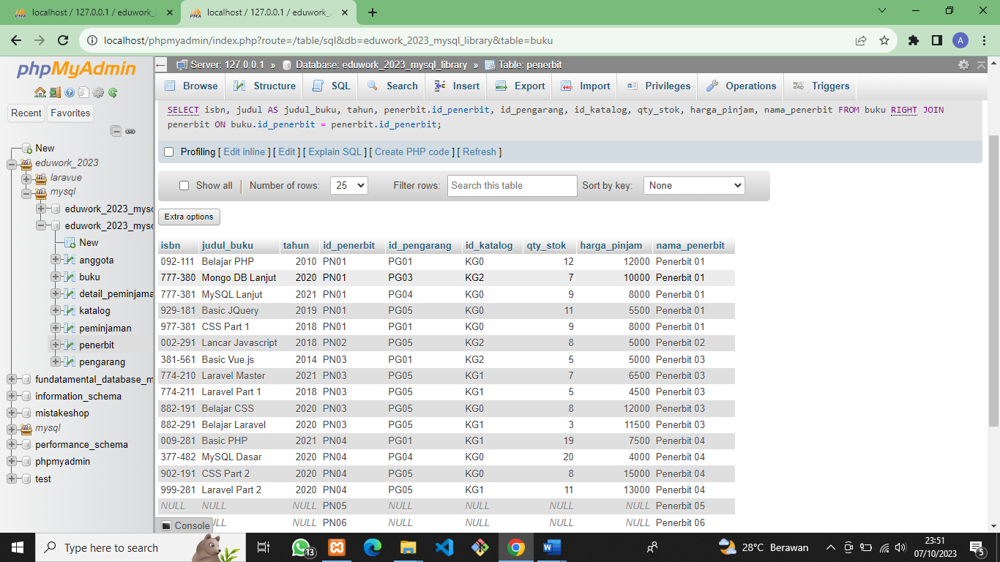 localhost / 127.0.0.1 / eduwork_2
localhost / 127.0.0.1 / eduwork_2
localhost/phpmyadmin/index.php?route=/table/sql&db=eduwork_2023_mysql_library&table=buku
A
phpMyAdmin
Recent Favorites
New
eduwork_2023
laravue
mysql
eduwork_2023_mysc
eduwork_2023_mysc
New
anggota
buku
detail_peminjama
katalog
peminjaman
penerbit
pengarang
fundatamental_database_m
information_schema
mistakeshop
mysql
performance_schema
phpmyadmin
test
Server: 127.0.0.1 » Database: eduwork_2023_mysql_library » Table: penerbit
Browse Structure SQL Search Insert Export Import Privileges Operations Triggers
SELECT isbn, judul AS judul_buku, tahun, penerbit.id_penerbit, id_pengarang, id_katalog, qty_stok, harga_pinjam, nama_penerbit FROM buku RIGHT JOIN
penerbit ON buku.id_penerbit = penerbit.id_penerbit;
Profiling [ Edit inline ] [ Edit ] [ Explain SQL ] [ Create PHP code ] [ Refresh ]
Show all Number of rows: 25 Filter rows: Search this table Sort by key: None
Extra options
isbn judul_buku tahun id_penerbit id_pengarang id_katalog qty_stok harga_pinjam nama_penerbit
092-111 Belajar PHP 2010 PN01 PG01 KG0 12 12000 Penerbit 01
777-380 Mongo DB Lanjut 2020 PN01 PG03 KG2 7 10000 Penerbit 01
777-381 MySQL Lanjut 2021 PN01 PG04 KG0 9 8000 Penerbit 01
929-181 Basic JQuery 2019 PN01 PG05 KG0 11 5500 Penerbit 01
977-381 CSS Part 1 2018 PN01 PG01 KG0 9 8000 Penerbit 01
002-291 Lancar Javascript 2018 PN02 PG05 KG2 8 5000 Penerbit 02
381-561 Basic Vue.js 2014 PN03 PG01 KG2 5 5000 Penerbit 03
774-210 Laravel Master 2021 PN03 PG05 KG1 7 6500 Penerbit 03
774-211 Laravel Part 1 2018 PN03 PG05 KG1 5 4500 Penerbit 03
882-191 Belajar CSS 2020 PN03 PG05 KG0 8 12000 Penerbit 03
882-291 Belajar Laravel 2020 PN03 PG05 KG1 3 11500 Penerbit 03
009-281 Basic PHP 2021 PN04 PG01 KG1 19 7500 Penerbit 04
377-482 MySQL Dasar 2020 PN04 PG04 KG0 20 4000 Penerbit 04
902-191 CSS Part 2 2020 PN04 PG05 KG0 8 15000 Penerbit 04
999-281 Laravel Part 2 2020 PN04 PG05 KG1 11 13000 Penerbit 04
NULL NULL NULL PN05 NULL NULL NULL NULL Penerbit 05
Console ULL NULL PN06 NULL NULL NULL NULL Penerbit 06
Type here to search
13
28°C Berawan
23:51
07/10/2023
5